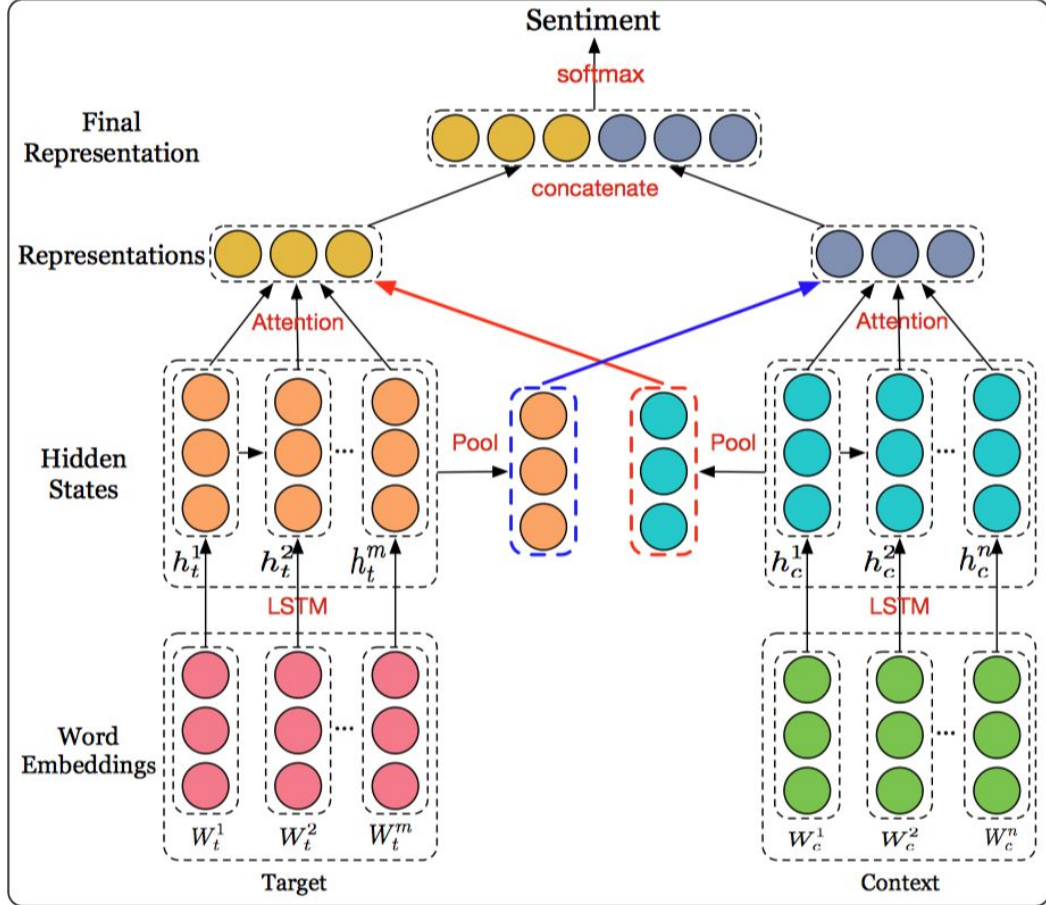 Sentiment
softmax
Final
Representation
concatenate
Representations
Attention
Attention
Hidden
States
Pool
Pool
h_t^1 h_t^2 ... h_t^m
h_c^1 h_c^2 ... h_c^n
LSTM
LSTM
Word
Embeddings
W_t^1 W_t^2 ... W_t^m
W_c^1 W_c^2 ... W_c^n
Target
Context